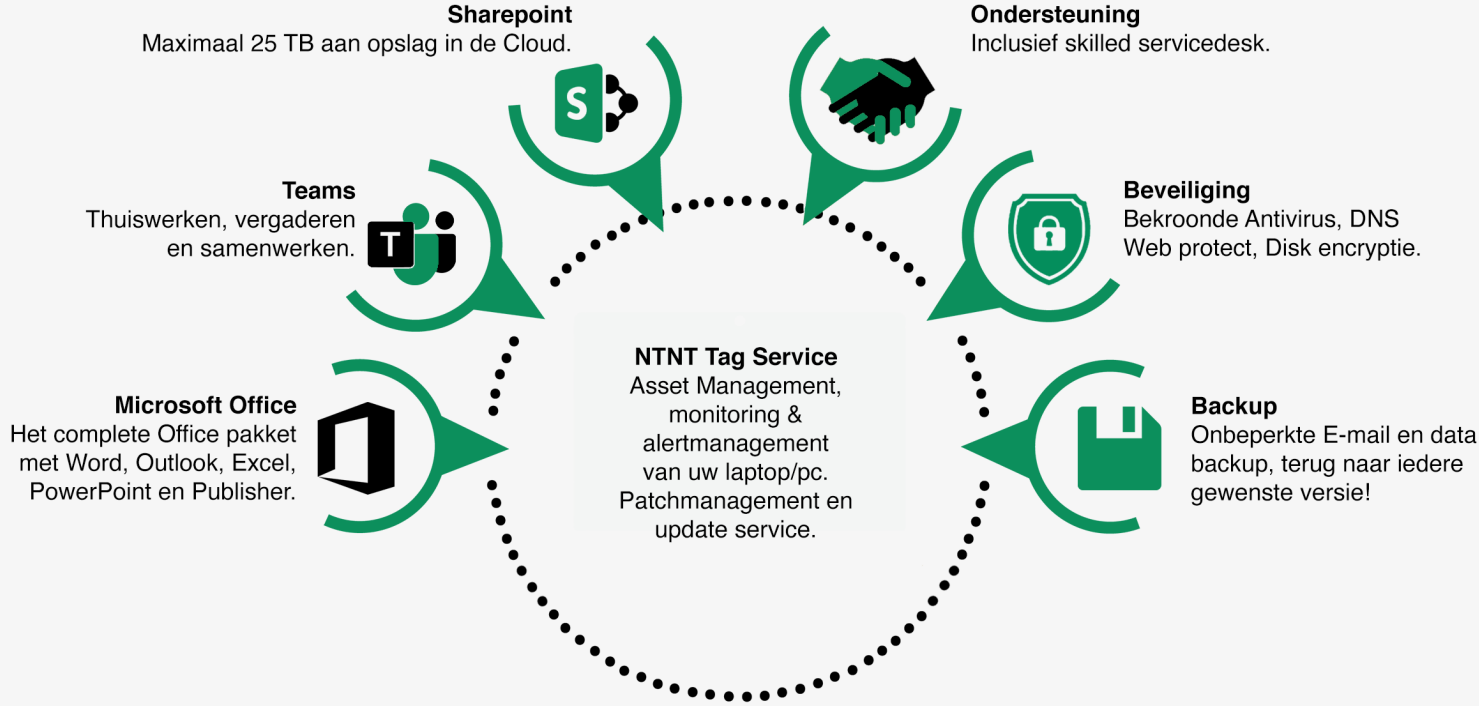 Sharepoint
Maximaal 25 TB aan opslag in de Cloud.
S
Ondersteuning
Inclusief skilled servicedesk.
Teams
Thuiswerken, vergaderen
en samenwerken.
T
Beveiliging
Bekroonde Antivirus, DNS
Web protect, Disk encryptie.
Microsoft Office
Het complete Office pakket
met Word, Outlook, Excel,
PowerPoint en Publisher.
NTNT Tag Service
Asset Management,
monitoring &
alertmanagement
van uw laptop/pc.
Patchmanagement en
update service.
Backup
Onbeperkte E-mail en data
backup, terug naar iedere
gewenste versie!